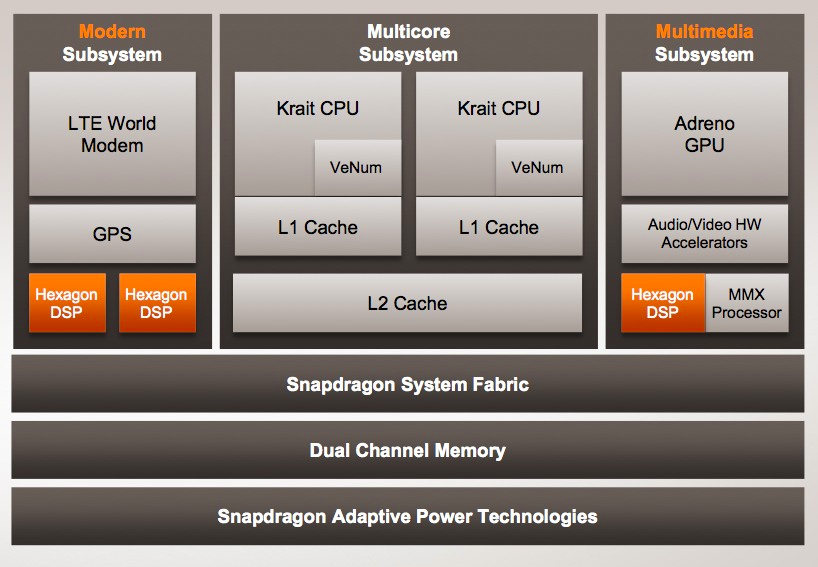 Modern
Subsystem
LTE World
Modem
GPS
Hexagon
DSP
Hexagon
DSP
Multicore
Subsystem
Krait CPU
VeNum
L1 Cache
Krait CPU
VeNum
L1 Cache
L2 Cache
Multimedia
Subsystem
Adreno
GPU
Audio/Video HW
Accelerators
Hexagon
DSP
MMX
Processor
Snapdragon System Fabric
Dual Channel Memory
Snapdragon Adaptive Power Technologies